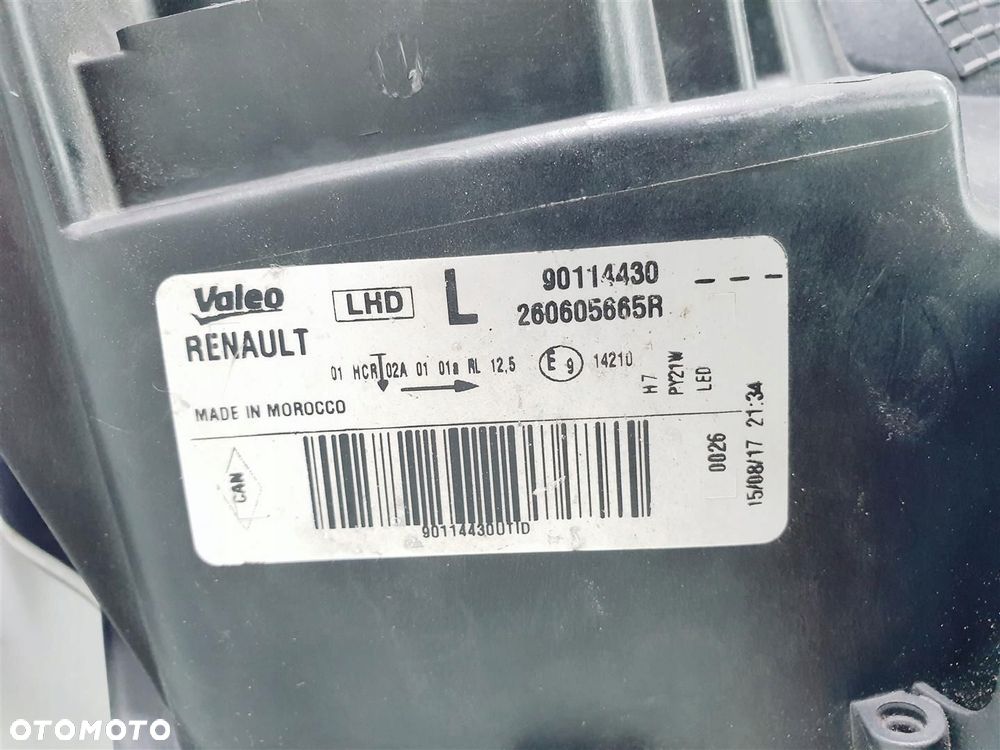 Valeo LHD L 90114430 - - -
RENAULT 260605665R
01 HCR 02A 01 01a RL 12,5 E 9 14210
H7
PY21W
LED
MADE IN MOROCCO
CAN
0026
15/08/17 21:34
OTOMOTO